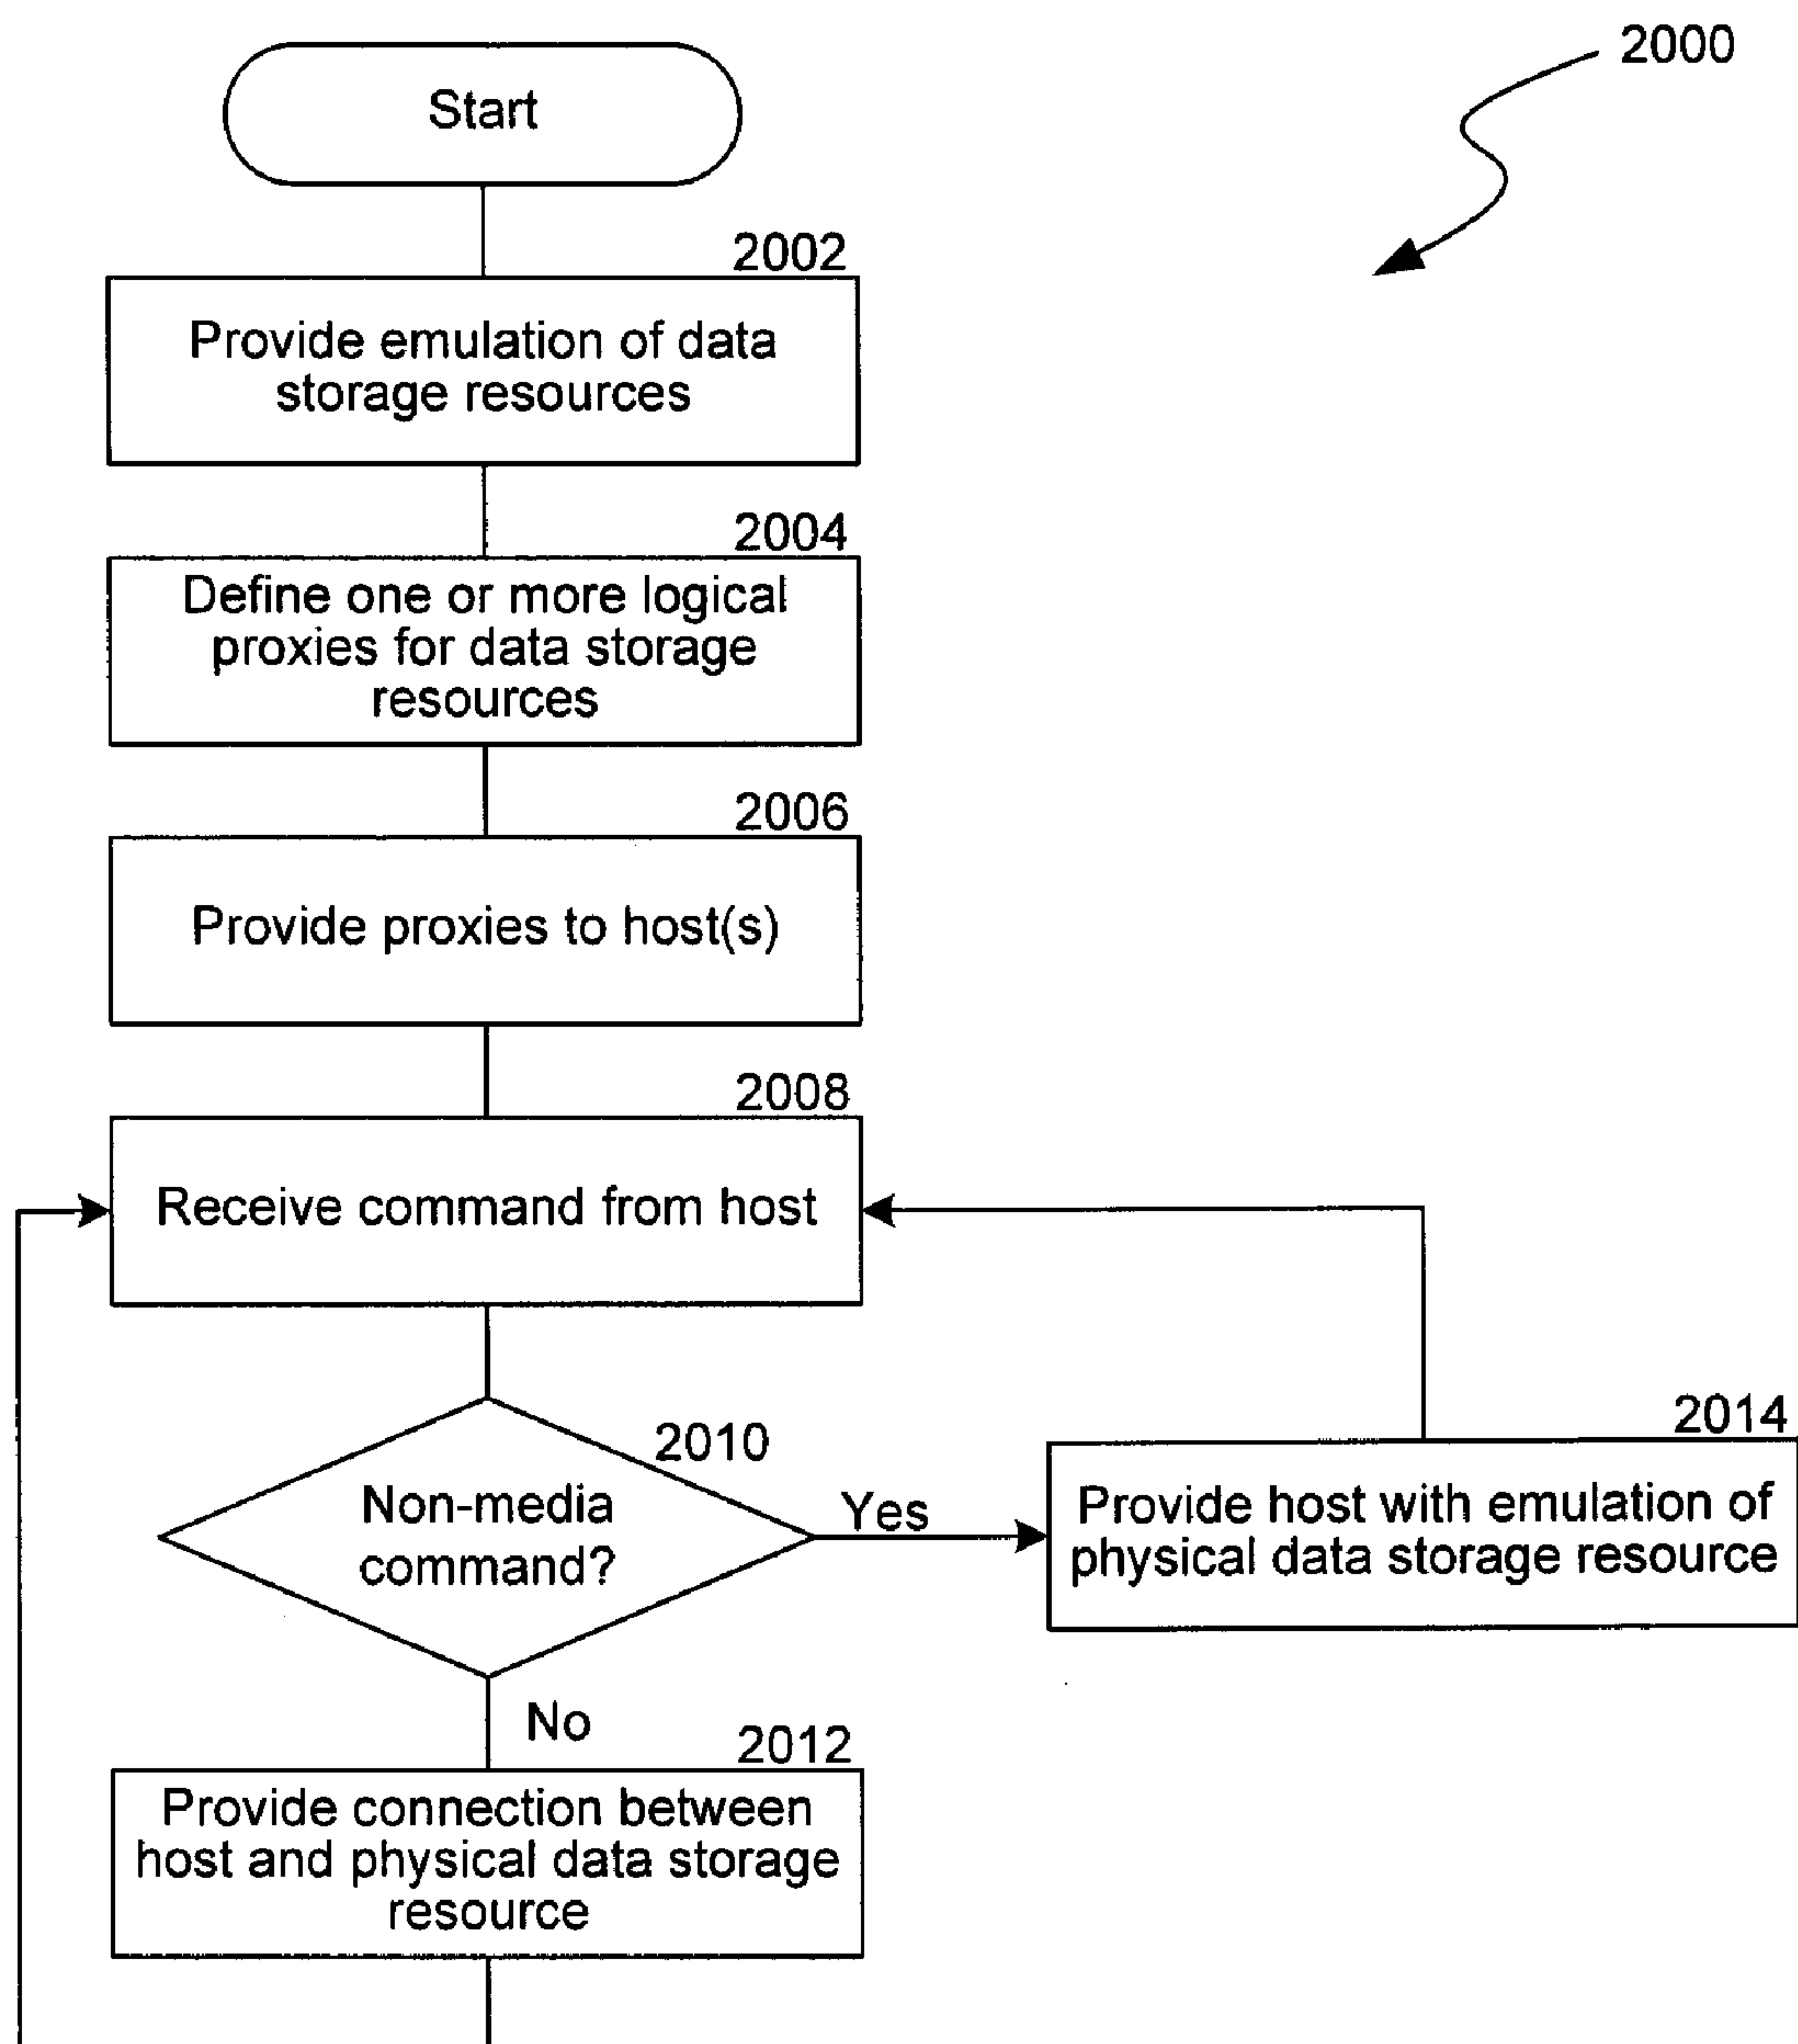 2000
Start
2002
Provide emulation of data
storage resources
2004
Define one or more logical
proxies for data storage
resources
2006
Provide proxies to host(s)
2008
Receive command from host
2010
Non-media
command?
Yes
2014
Provide host with emulation of
physical data storage resource
No
2012
Provide connection between
host and physical data storage
resource